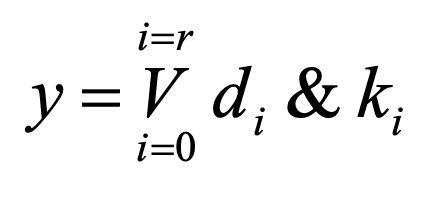 i=r
y = V d_i & k_i
i=0